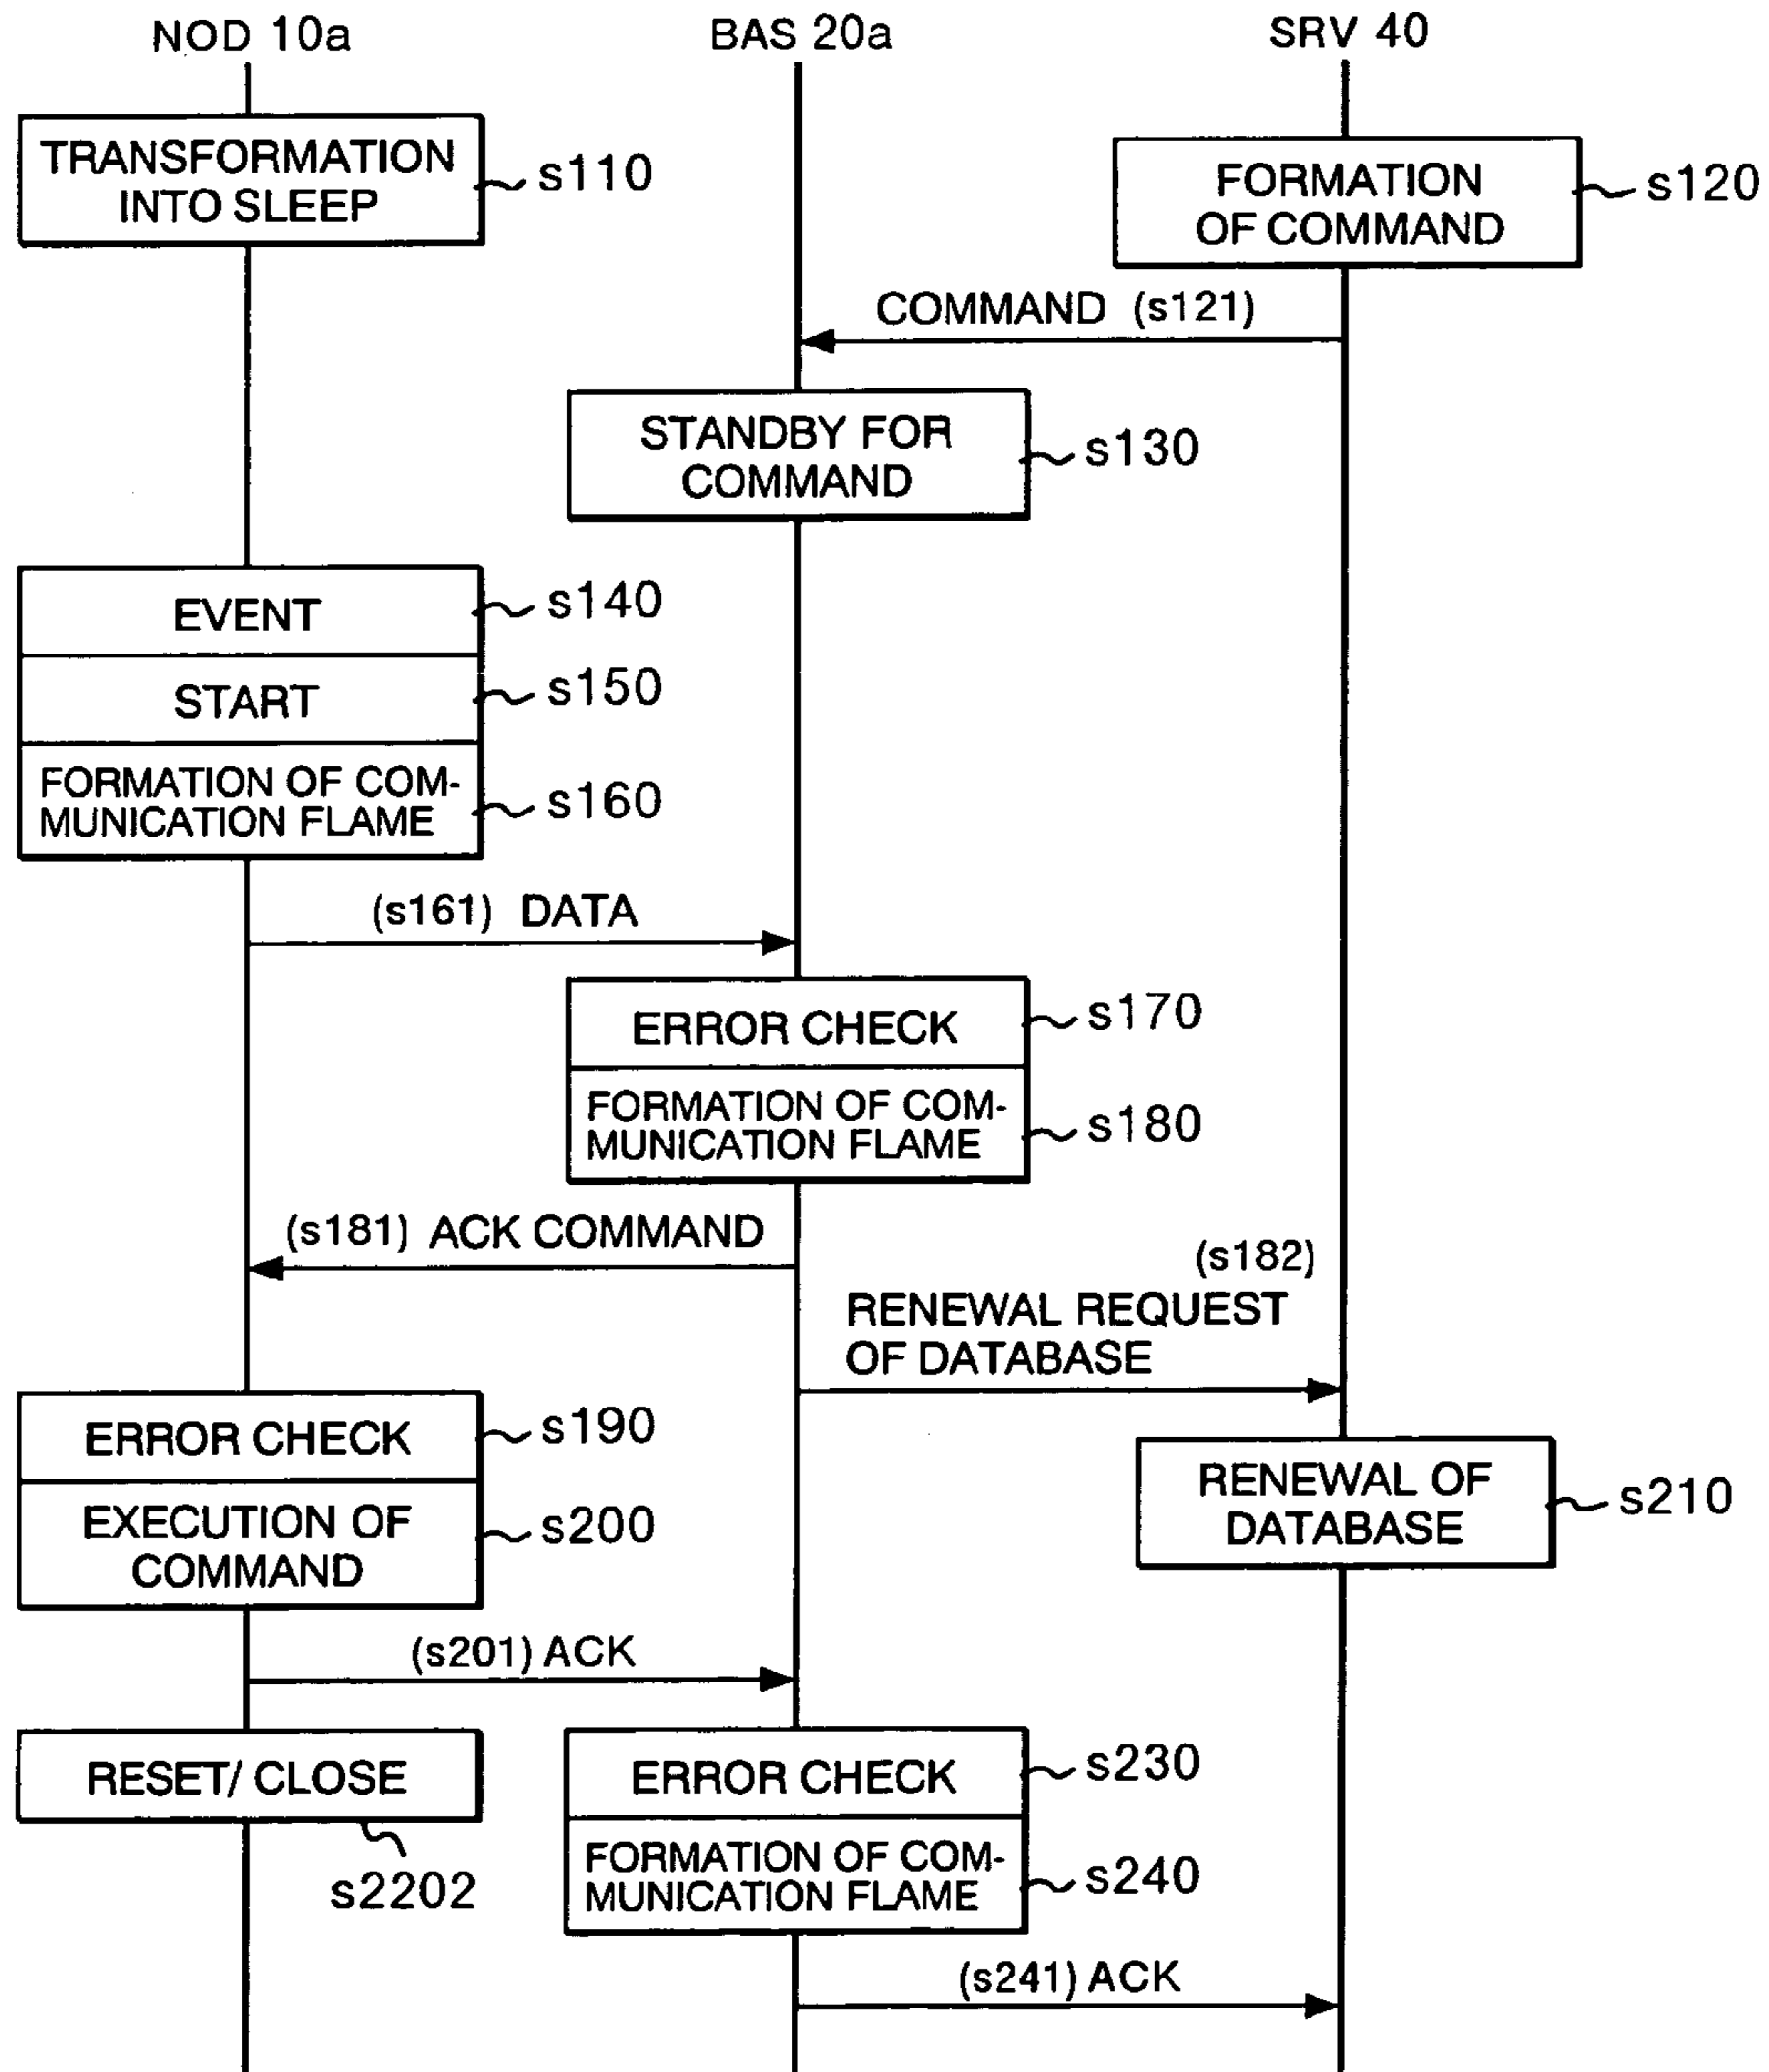 NOD 10a
BAS 20a
SRV 40
TRANSFORMATION
INTO SLEEP
s110
FORMATION
OF COMMAND
s120
COMMAND (s121)
STANDBY FOR
COMMAND
s130
EVENT
s140
START
s150
FORMATION OF COM-
MUNICATION FLAME
s160
(s161) DATA
ERROR CHECK
s170
FORMATION OF COM-
MUNICATION FLAME
s180
(s181) ACK COMMAND
(s182)
RENEWAL REQUEST
OF DATABASE
ERROR CHECK
s190
EXECUTION OF
COMMAND
s200
RENEWAL OF
DATABASE
s210
(s201) ACK
RESET/ CLOSE
s2202
ERROR CHECK
s230
FORMATION OF COM-
MUNICATION FLAME
s240
(s241) ACK